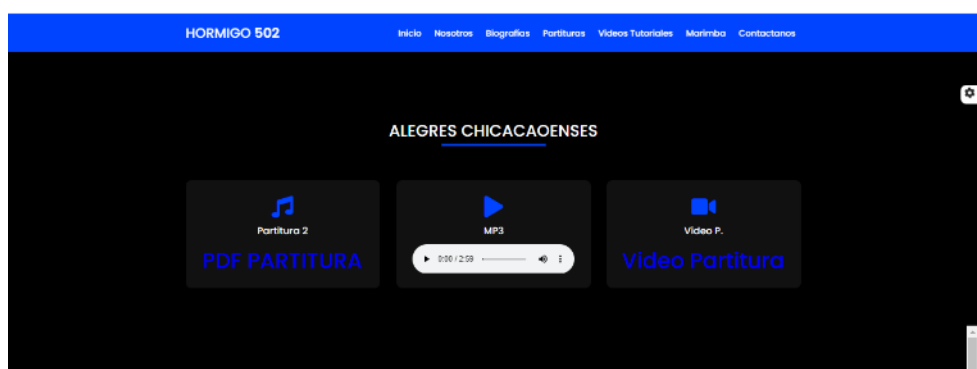 HORMIGO 502
Inicio Nosotros Biografias Partituras Videos Tutoriales Marimba Contactanos
ALEGRES CHICACAOENSES
Partitura 2
PDF PARTITURA
MP3
0:00 / 2:59
Video P.
Video Partitura